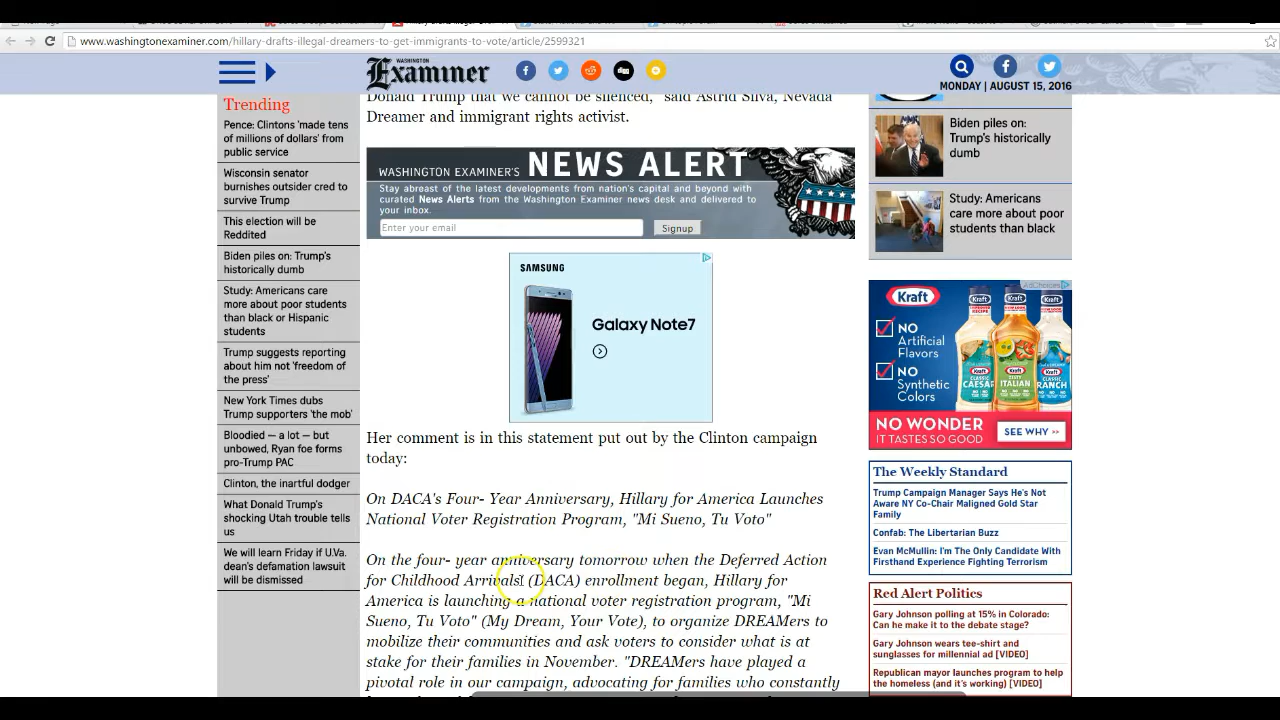 www.washingtonexaminer.com/hillary-drafts-illegal-dreamers-to-get-immigrants-to-vote/article/2599321
WASHINGTON
Examiner
MONDAY | AUGUST 15, 2016
Trending
Pence: Clintons 'made tens
of millions of dollars' from
public service
Wisconsin senator
burnishes outsider cred to
survive Trump
This election will be
Reddited
Biden piles on: Trump's
historically dumb
Study: Americans care
more about poor students
than black or Hispanic
students
Trump suggests reporting
about him not 'freedom of
the press'
New York Times dubs
Trump supporters 'the mob'
Bloodied — a lot — but
unbowed, Ryan foe forms
pro-Trump PAC
Clinton, the inartful dodger
What Donald Trump's
shocking Utah trouble tells
us
We will learn Friday if U.Va.
dean's defamation lawsuit
will be dismissed
Donald Trump that we cannot be silenced," said Astrid Silva, Nevada
Dreamer and immigrant rights activist.
WASHINGTON EXAMINER'S NEWS ALERT
Stay abreast of the latest developments from nation's capital and beyond with
curated News Alerts from the Washington Examiner news desk and delivered to
your inbox.
Enter your email
Signup
SAMSUNG
Galaxy Note7
Her comment is in this statement put out by the Clinton campaign
today:
On DACA's Four- Year Anniversary, Hillary for America Launches
National Voter Registration Program, "Mi Sueno, Tu Voto"
On the four- year anniversary tomorrow when the Deferred Action
for Childhood Arrivals (DACA) enrollment began, Hillary for
America is launching a national voter registration program, "Mi
Sueno, Tu Voto" (My Dream, Your Vote), to organize DREAMers to
mobilize their communities and ask voters to consider what is at
stake for their families in November. "DREAMers have played a
pivotal role in our campaign, advocating for families who constantly
Biden piles on:
Trump's historically
dumb
Study: Americans
care more about poor
students than black
AdChoices
Kraft
NO
Artificial
Flavors
NO
Synthetic
Colors
Kraft
CLASSIC
CAESAR
Kraft
ZESTY
ITALIAN
Kraft
CLASSIC
RANCH
NO WONDER
IT TASTES SO GOOD
SEE WHY >>
The Weekly Standard
Trump Campaign Manager Says He's Not
Aware NY Co-Chair Maligned Gold Star
Family
Confab: The Libertarian Buzz
Evan McMullin: I'm The Only Candidate With
Firsthand Experience Fighting Terrorism
Red Alert Politics
Gary Johnson polling at 15% in Colorado:
Can he make it to the debate stage?
Gary Johnson wears tee-shirt and
sunglasses for millennial ad [VIDEO]
Republican mayor launches program to help
the homeless (and it's working) [VIDEO]